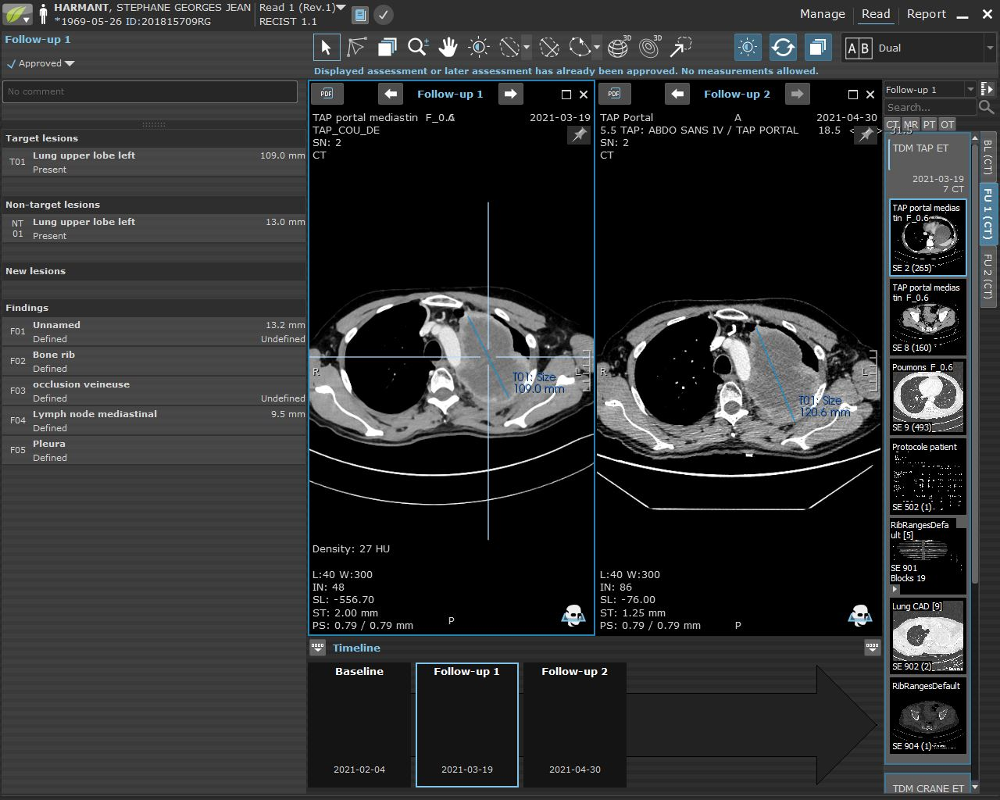 HARMANT, STEPHANE GEORGES JEAN
*1969-05-26 ID:201815709RG
Read 1 (Rev.1)
RECIST 1.1
Manage
Read
Report
Follow-up 1
Approved
A|B Dual
Displayed assessment or later assessment has already been approved. No measurements allowed.
No comment
Target lesions
T01 Lung upper lobe left 109.0 mm
Present
Non-target lesions
NT 01 Lung upper lobe left 13.0 mm
Present
New lesions
Findings
F01 Unnamed 13.2 mm
Defined Undefined
F02 Bone rib
Defined
F03 occlusion veineuse
Defined Undefined
F04 Lymph node mediastinal 9.5 mm
Defined
F05 Pleura
Defined
PDF
Follow-up 1
TAP portal mediastin F_0.6 A 2021-03-19
TAP_COU_DE
SN: 2
CT
R
L
T01: Size
109.0 mm
Density: 27 HU
L:40 W:300
IN: 48
SL: -556.70
ST: 2.00 mm
PS: 0.79 / 0.79 mm
P
PDF
Follow-up 2
TAP Portal A 2021-04-30
5.5 TAP: ABDO SANS IV / TAP PORTAL 18.5 < > 31.5
SN: 2
CT
R
L
T01: Size
120.6 mm
L:40 W:300
IN: 86
SL: -76.00
ST: 1.25 mm
PS: 0.79 / 0.79 mm
P
Timeline
Baseline
2021-02-04
Follow-up 1
2021-03-19
Follow-up 2
2021-04-30
Follow-up 1
Search...
CT MR PT OT
TDM TAP ET
2021-03-19
7 CT
TAP portal medias
tin F_0.6
SE 2 (265)
TAP portal medias
tin F_0.6
SE 8 (160)
Poumons F_0.6
SE 9 (493)
Protocole patient
SE 502 (1)
RibRangesDefa
ult [5]
SE 901
Blocks 19
Lung CAD [9]
SE 902 (2)
RibRangesDefault
SE 904 (1)
TDM CRANE ET
BL (CT)
FU 1 (CT)
FU 2 (CT)
3D
3D